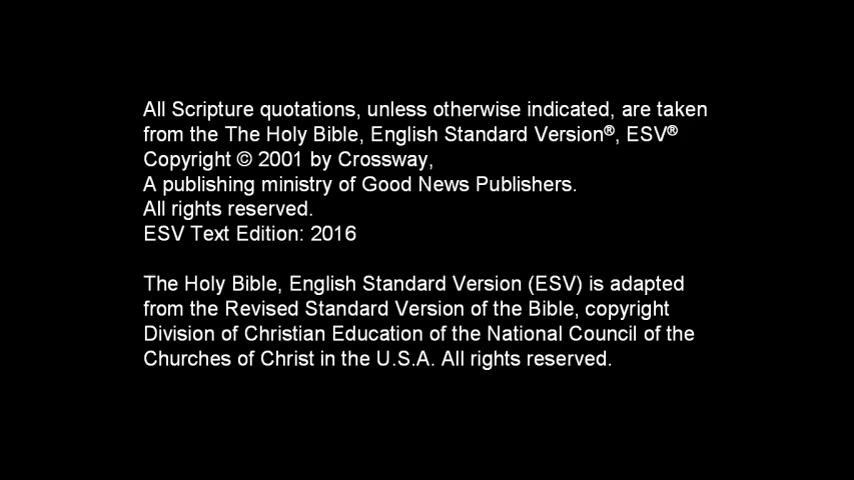 All Scripture quotations, unless otherwise indicated, are taken
from the The Holy Bible, English Standard Version®, ESV®
Copyright © 2001 by Crossway,
A publishing ministry of Good News Publishers.
All rights reserved.
ESV Text Edition: 2016
The Holy Bible, English Standard Version (ESV) is adapted
from the Revised Standard Version of the Bible, copyright
Division of Christian Education of the National Council of the
Churches of Christ in the U.S.A. All rights reserved.